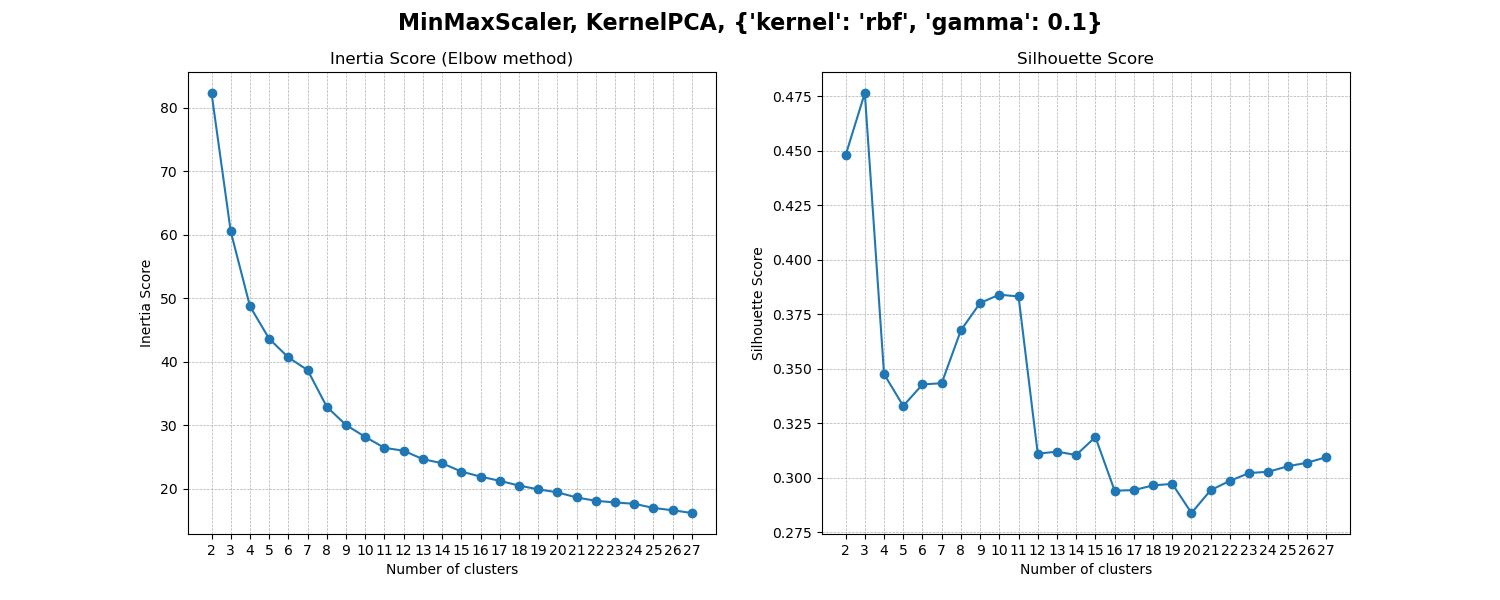 MinMaxScaler, KernelPCA, {'kernel': 'rbf', 'gamma': 0.1}
Inertia Score (Elbow method)
80
70
60
50
40
30
20
Inertia Score
2 3 4 5 6 7 8 9 10 11 12 13 14 15 16 17 18 19 20 21 22 23 24 25 26 27
Number of clusters
Silhouette Score
0.475
0.450
0.425
0.400
0.375
0.350
0.325
0.300
0.275
Silhouette Score
2 3 4 5 6 7 8 9 10 11 12 13 14 15 16 17 18 19 20 21 22 23 24 25 26 27
Number of clusters